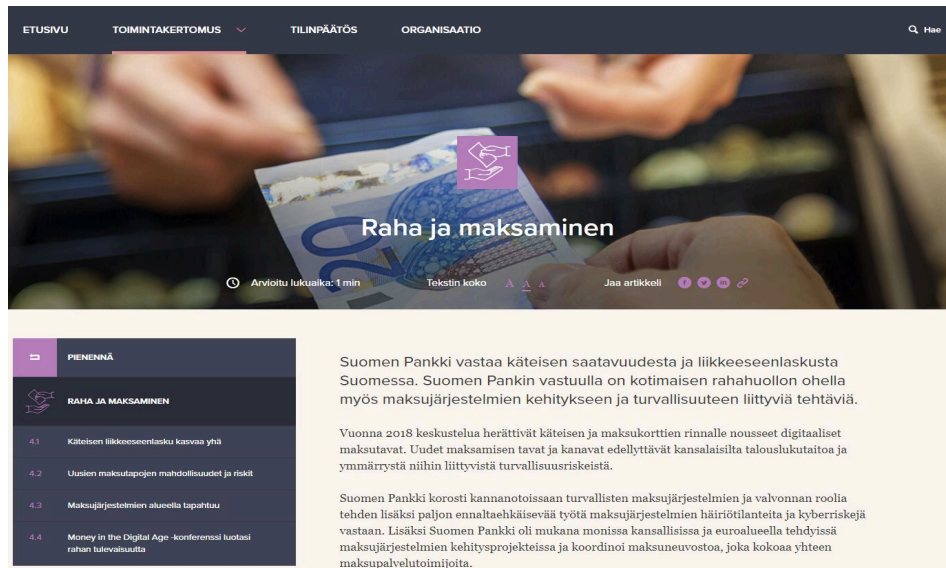 ETUSIVU TOIMINTAKERTOMUS TILINPÄÄTÖS ORGANISAATIO Hae
20
Raha ja maksaminen
Arvioitu lukuaika: 1 min Tekstin koko A A A Jaa artikkeli
PIENENNÄ
RAHA JA MAKSAMINEN
4.1 Käteisen liikkeeseenlasku kasvaa yhä
4.2 Uusien maksutapojen mahdollisuudet ja riskit
4.3 Maksujärjestelmien alueella tapahtuu
4.4 Money in the Digital Age -konferenssi luotasi
rahan tulevaisuutta
Suomen Pankki vastaa käteisen saatavuudesta ja liikkeeseenlaskusta
Suomessa. Suomen Pankin vastuulla on kotimaisen rahahuollon ohella
myös maksujärjestelmien kehitykseen ja turvallisuuteen liittyviä tehtäviä.
Vuonna 2018 keskustelua herättivät käteisen ja maksukorttien rinnalle nousseet digitaaliset
maksutavat. Uudet maksamisen tavat ja kanavat edellyttävät kansalaisilta talouslukutaitoa ja
ymmärrystä niihin liittyvistä turvallisuusriskeistä.
Suomen Pankki korosti kannanotoissaan turvallisten maksujärjestelmien ja valvonnan roolia
tehden lisäksi paljon ennaltaehkäisevää työtä maksujärjestelmien häiriötilanteita ja kyberriskejä
vastaan. Lisäksi Suomen Pankki oli mukana monissa kansallisissa ja euroalueella tehdyissä
maksujärjestelmien kehitysprojekteissa ja koordinoi maksuneuvostoa, joka kokoaa yhteen
maksupalvelutoimijoita.